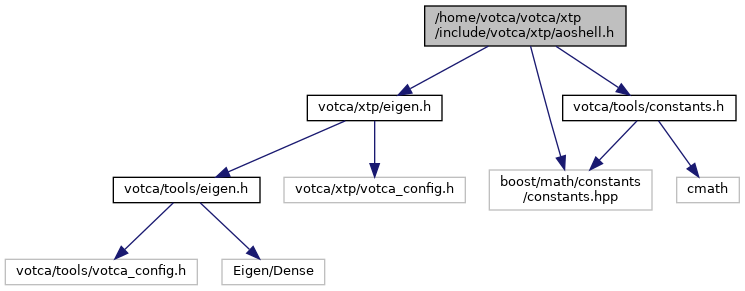 /home/votca/votca/xtp
/include/votca/xtp/aoshell.h
votca/xtp/eigen.h
votca/tools/constants.h
votca/tools/eigen.h
votca/xtp/votca_config.h
boost/math/constants
/constants.hpp
cmath
votca/tools/votca_config.h
Eigen/Dense